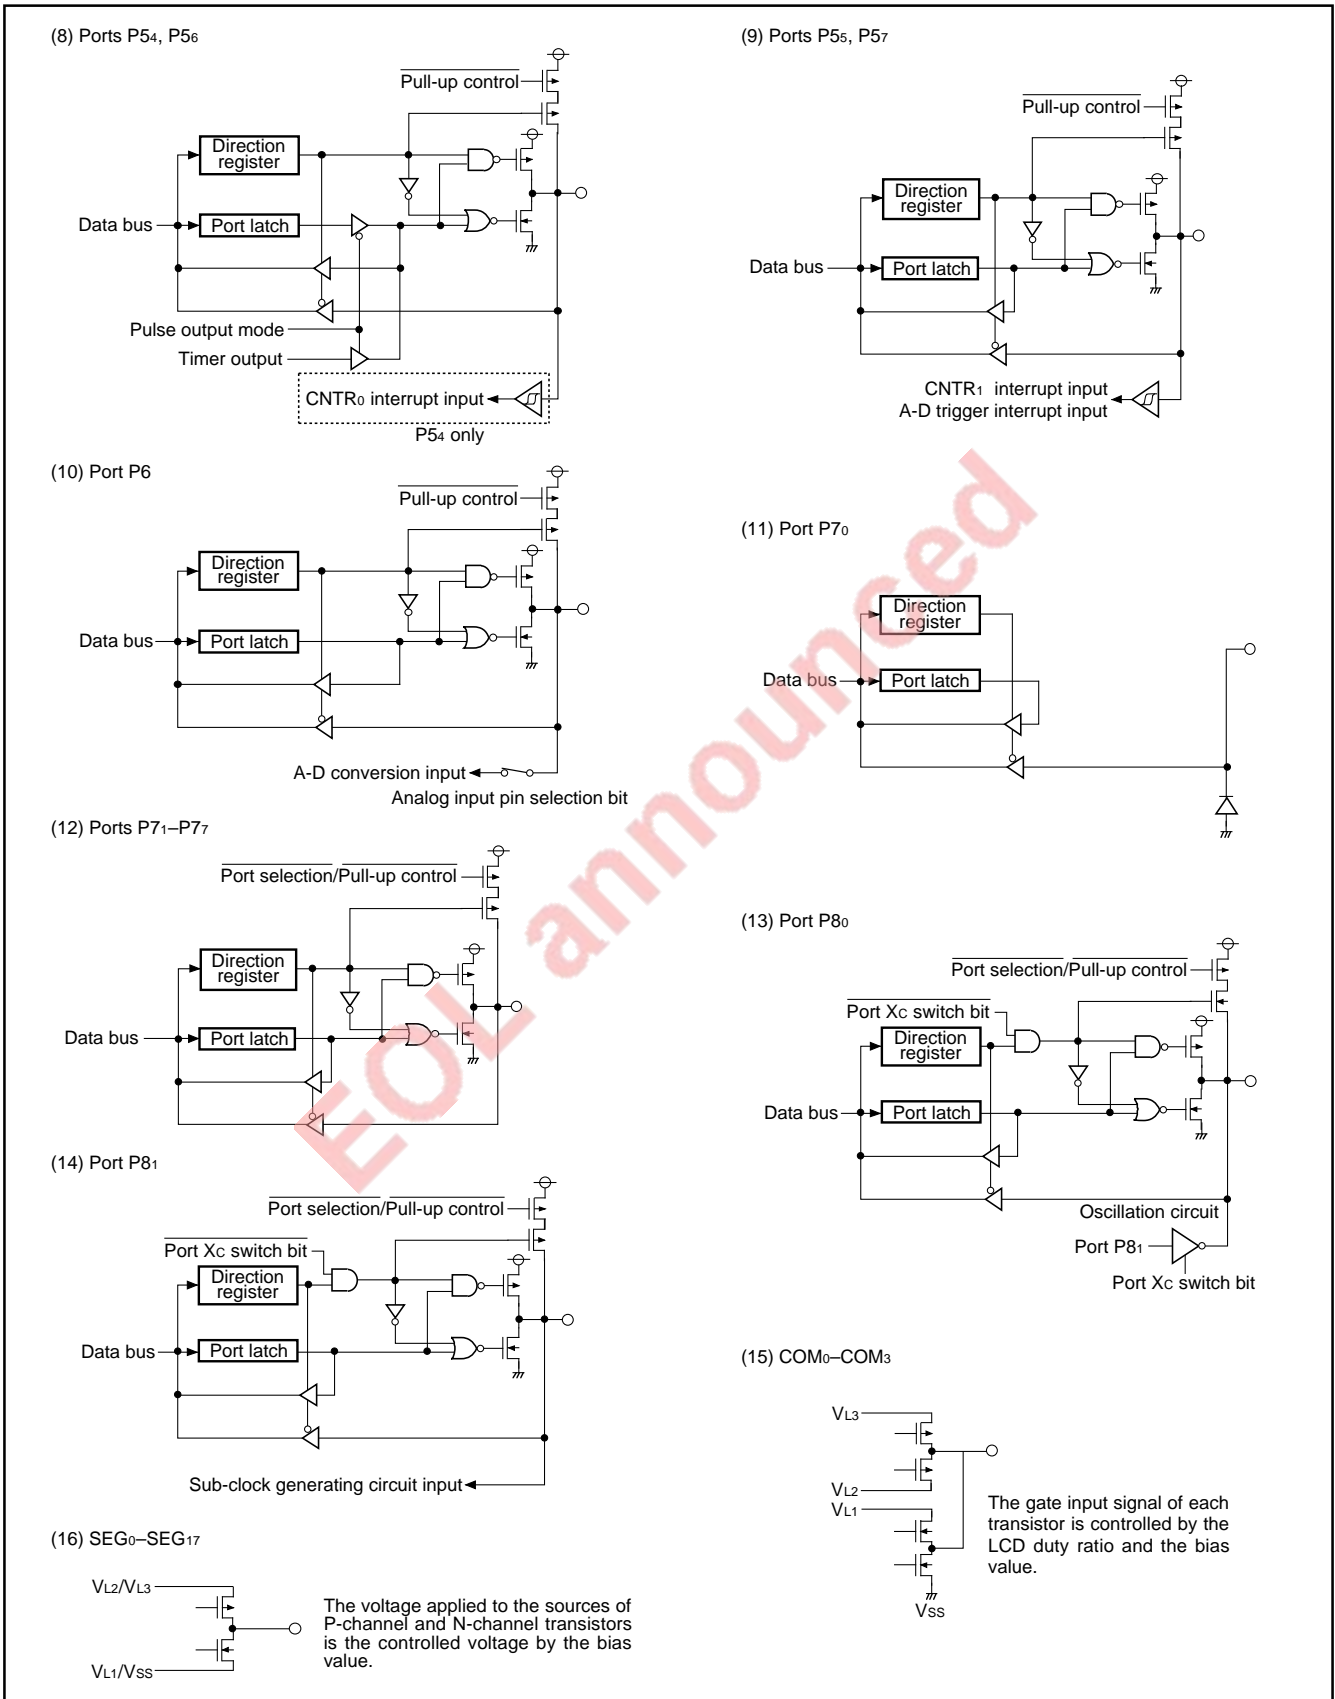 (8) Ports P54, P56
Pull-up control
Direction
register
Data bus
Port latch
Pulse output mode
Timer output
CNTR0 interrupt input
P54 only
(9) Ports P55, P57
Pull-up control
Direction
register
Data bus
Port latch
CNTR1 interrupt input
A-D trigger interrupt input
(10) Port P6
Pull-up control
Direction
register
Data bus
Port latch
A-D conversion input
Analog input pin selection bit
(11) Port P70
Direction
register
Data bus
Port latch
(12) Ports P71–P77
Port selection/Pull-up control
Direction
register
Data bus
Port latch
(13) Port P80
Port selection/Pull-up control
Port XC switch bit
Direction
register
Data bus
Port latch
Oscillation circuit
Port P81
Port XC switch bit
(14) Port P81
Port selection/Pull-up control
Port XC switch bit
Direction
register
Data bus
Port latch
Sub-clock generating circuit input
(15) COM0–COM3
VL3
VL2
VL1
VSS
The gate input signal of each
transistor is controlled by the
LCD duty ratio and the bias
value.
(16) SEG0–SEG17
VL2/VL3
VL1/VSS
The voltage applied to the sources of
P-channel and N-channel transistors
is the controlled voltage by the bias
value.
EOL announced